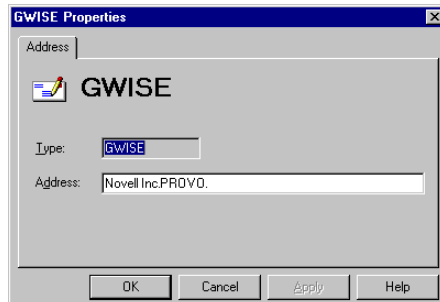 GWISE Properties
Address
GWISE
Type: GWISE
Address: Novell Inc.PROVO.
OK Cancel Apply Help